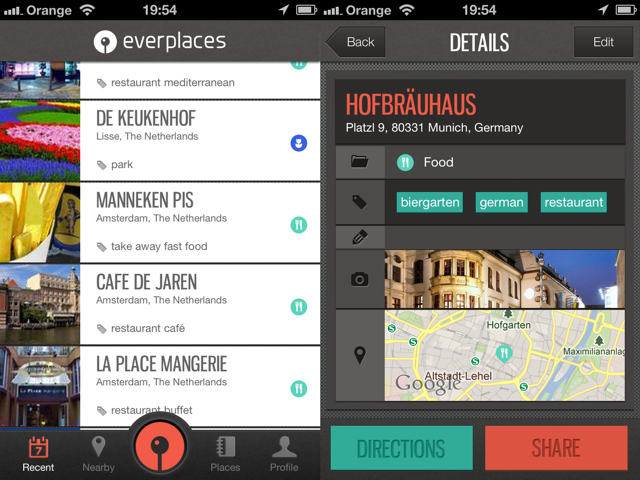 Orange 19:54
everplaces
restaurant mediterranean
DE KEUKENHOF
Lisse, The Netherlands
park
MANNEKEN PIS
Amsterdam, The Netherlands
take away fast food
CAFE DE JAREN
Amsterdam, The Netherlands
restaurant café
LA PLACE MANGERIE
Amsterdam, The Netherlands
restaurant buffet
7
Recent Nearby Places Profile
Orange 19:54
Back DETAILS Edit
HOFBRÄUHAUS
Platzl 9, 80331 Munich, Germany
Food
biergarten german restaurant
Hofgarten
Maximiliananlag
Altstadt-Lehel
Google
S
S
S
DIRECTIONS SHARE